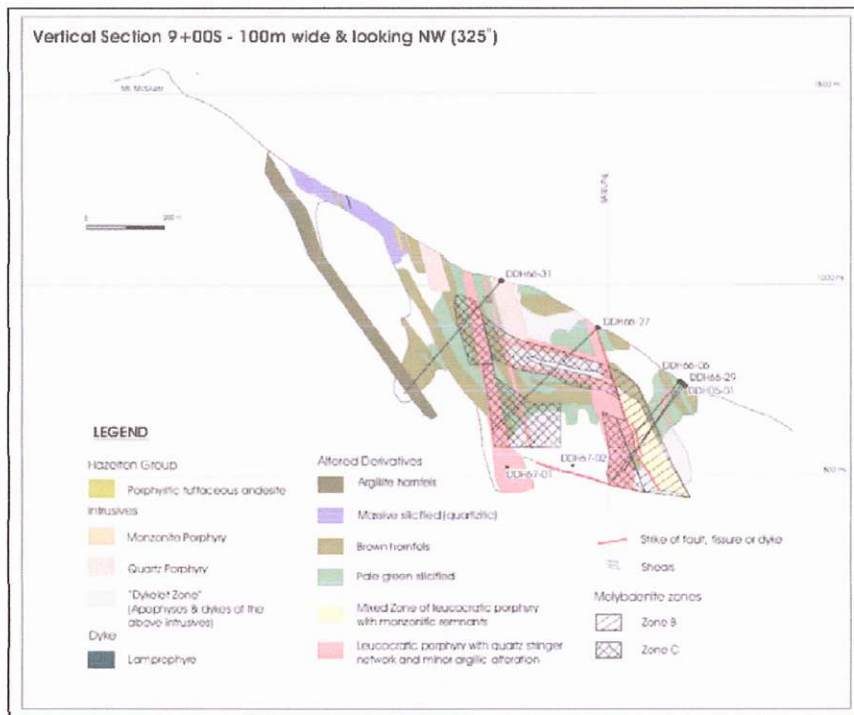 Vertical Section 9+00S - 100m wide & looking NW (325°)
1500 m
BASELINE
0 200 m
DDH66-31
1000 m
DDH66-27
DDH66-06
DDH66-29
DDH05-01
DDH67-01
DDH67-02
500 m
LEGEND
Hazelton Group
Porphyritic tuffaceous andesite
Intrusives
Monzonite Porphyry
Quartz Porphyry
"Dykelet Zone"
(Apophyses & dykes of the
above intrusives)
Dyke
Lamprophyre
Altered Derivatives
Argillite hornfels
Massive silicified (quartzitic)
Brown hornfels
Pale green silicified
Mixed Zone of leucocratic porphyry
with monzonitic remnants
Leucocratic porphyry with quartz stringer
network and minor argillic alteration
Strike of fault, fissure or dyke
Shears
Molybdenite zones
Zone B
Zone C